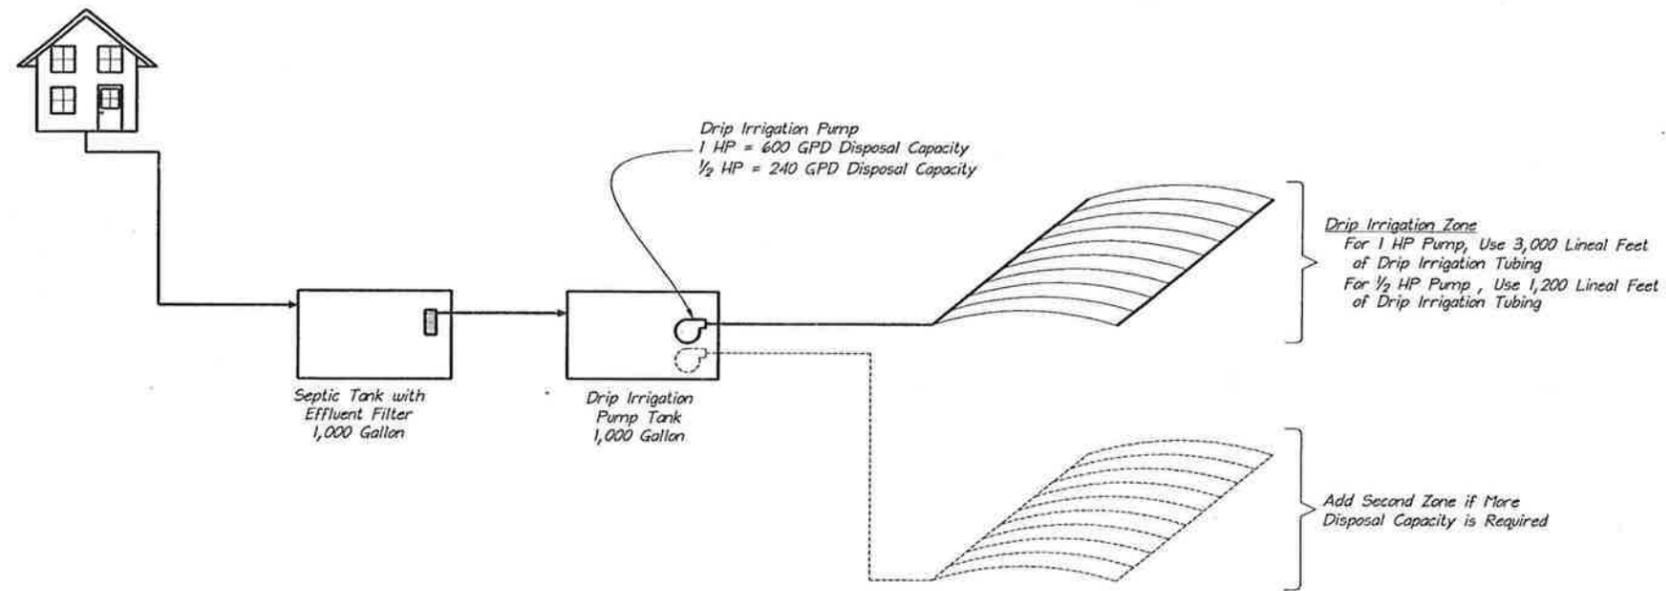 Drip Irrigation Pump
1 HP = 600 GPD Disposal Capacity
½ HP = 240 GPD Disposal Capacity
Drip Irrigation Zone
For 1 HP Pump, Use 3,000 Lineal Feet
of Drip Irrigation Tubing
For ½ HP Pump , Use 1,200 Lineal Feet
of Drip Irrigation Tubing
Septic Tank with
Effluent Filter
1,000 Gallon
Drip Irrigation
Pump Tank
1,000 Gallon
Add Second Zone if More
Disposal Capacity is Required